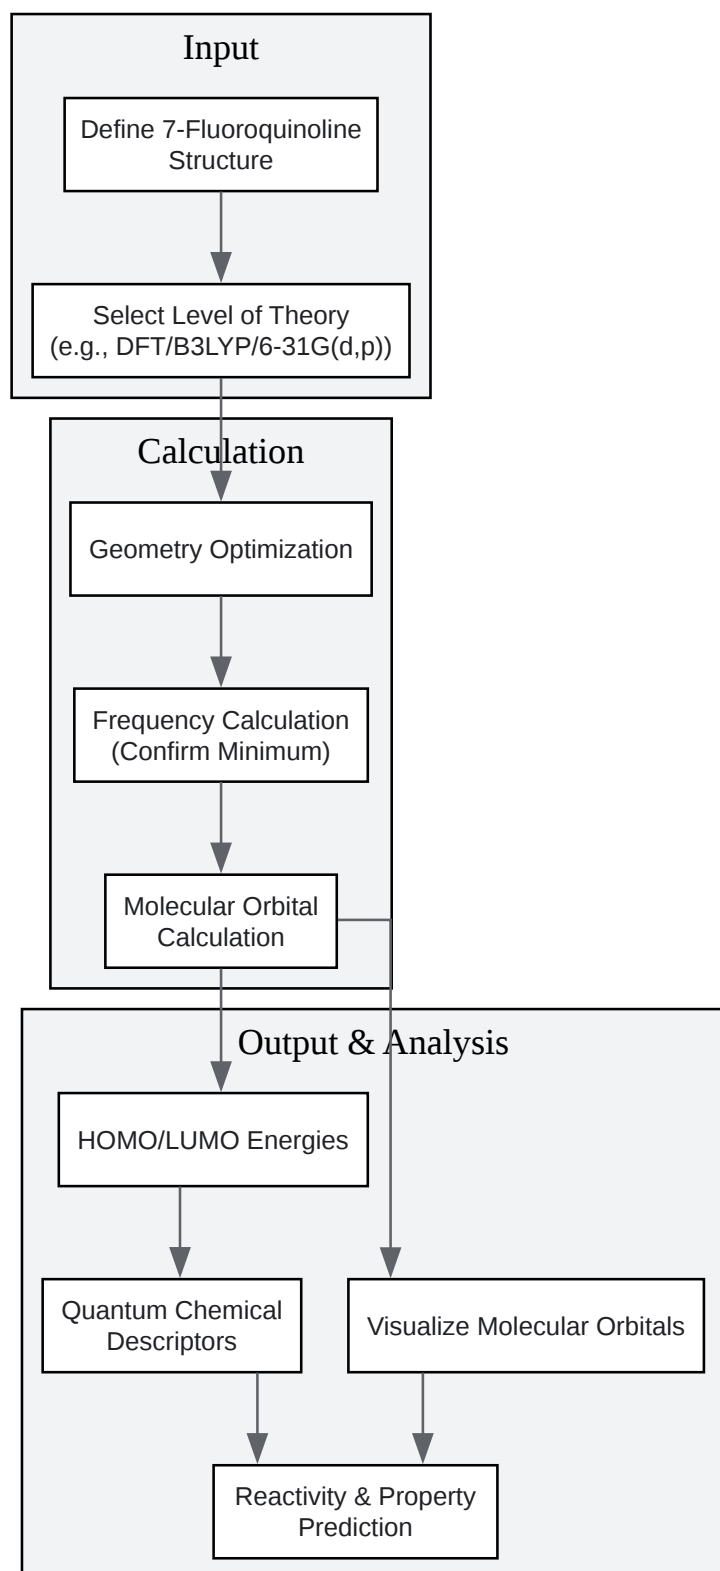 Input
Define 7-Fluoroquinoline
Structure
Select Level of Theory
(e.g., DFT/B3LYP/6-31G(d,p))
Calculation
Geometry Optimization
Frequency Calculation
(Confirm Minimum)
Molecular Orbital
Calculation
Output & Analysis
HOMO/LUMO Energies
Quantum Chemical
Descriptors
Visualize Molecular Orbitals
Reactivity & Property
Prediction